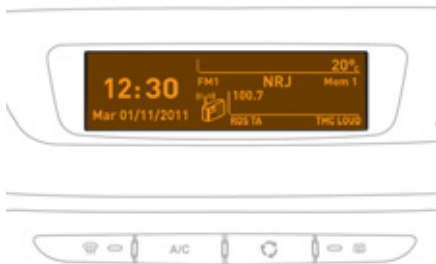 20°c
12:30
FM1 NRJ Mem 1
100.7
Mar 01/11/2011
RDS TA TMC LOUD
A/C